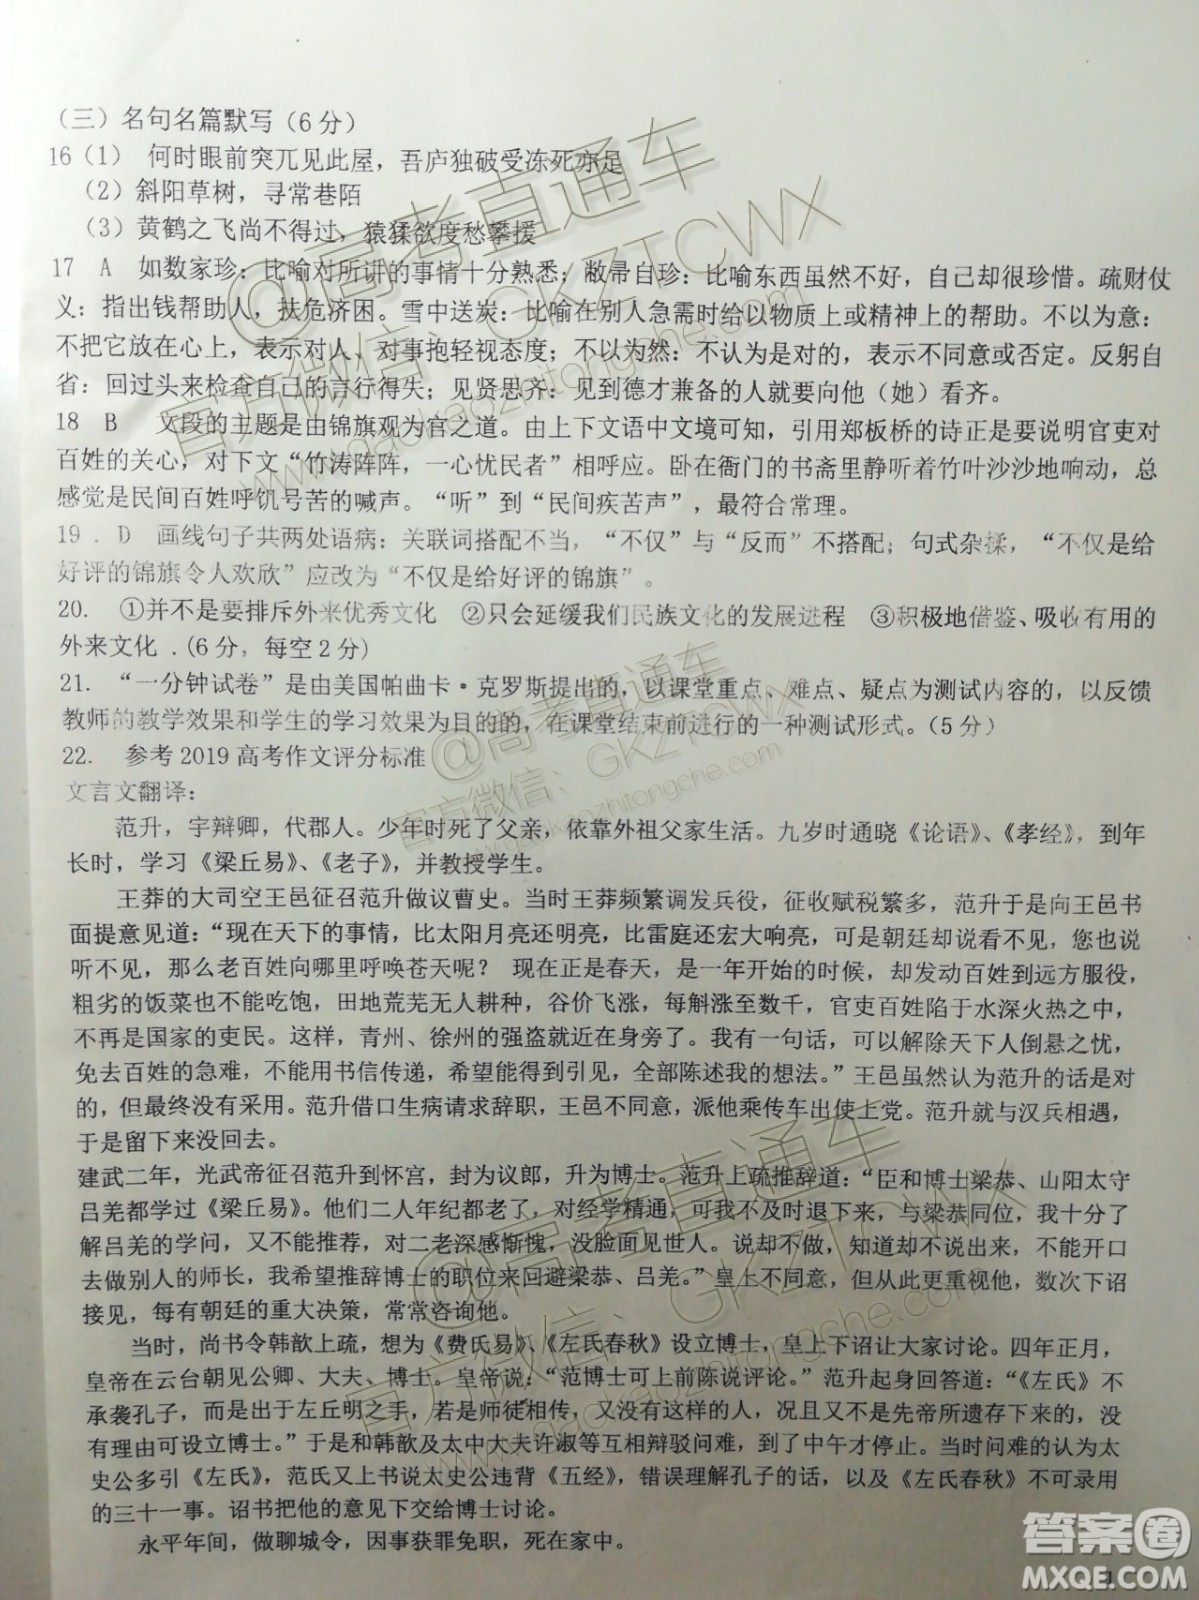 （三）名句名篇默写（6分）
16（1） 何时眼前突兀见此屋，吾庐独破受冻死亦足
（2）斜阳草树，寻常巷陌
（3）黄鹤之飞尚不得过，猿猱欲度愁攀援
17 A 如数家珍：比喻对所讲的事情十分熟悉；敝帚自珍：比喻东西虽然不好，自己却很珍惜。疏财仗
义：指出钱帮助人，扶危济困。雪中送炭：比喻在别人急需时给以物质上或精神上的帮助。不以为意：
不把它放在心上，表示对人、对事抱轻视态度；不以为然：不认为是对的，表示不同意或否定。反躬自
省：回过头来检查自己的言行得失；见贤思齐：见到德才兼备的人就要向他（她）看齐。
18 B 文段的主题是由锦旗观为官之道。由上下文语中文境可知，引用郑板桥的诗正是要说明官吏对
百姓的关心，对下文“竹涛阵阵，一心忧民者”相呼应。卧在衙门的书斋里静听着竹叶沙沙地响动，总
感觉是民间百姓呼饥号苦的喊声。“听”到“民间疾苦声”，最符合常理。
19．D 画线句子共两处语病：关联词搭配不当，“不仅”与“反而”不搭配；句式杂揉，“不仅是给
好评的锦旗令人欢欣”应改为“不仅是给好评的锦旗”。
20. ①并不是要排斥外来优秀文化 ②只会延缓我们民族文化的发展进程 ③积极地借鉴、吸收有用的
外来文化 .(6分，每空2分)
21. “一分钟试卷”是由美国帕曲卡·克罗斯提出的，以课堂重点、难点、疑点为测试内容的，以反馈
教师的教学效果和学生的学习效果为目的的，在课堂结束前进行的一种测试形式。（5分）
22. 参考2019高考作文评分标准
文言文翻译：
范升，字辩卿，代郡人。少年时死了父亲，依靠外祖父家生活。九岁时通晓《论语》、《孝经》，到年
长时，学习《梁丘易》、《老子》，并教授学生。
王莽的大司空王邑征召范升做议曹史。当时王莽频繁调发兵役，征收赋税繁多，范升于是向王邑书
面提意见道：“现在天下的事情，比太阳月亮还明亮，比雷庭还宏大响亮，可是朝廷却说看不见，您也说
听不见，那么老百姓向哪里呼唤苍天呢？ 现在正是春天，是一年开始的时候，却发动百姓到远方服役，
粗劣的饭菜也不能吃饱，田地荒芜无人耕种，谷价飞涨，每斛涨至数千，官吏百姓陷于水深火热之中，
不再是国家的吏民。这样，青州、徐州的强盗就在身旁了。我有一句话，可以解除天下人倒悬之忧，
免去百姓的急难，不能用书信传递，希望能得到引见，全部陈述我的想法。”王邑虽然认为范升的话是对
的，但最终没有采用。范升借口生病请求辞职，王邑不同意，派他乘传车出使上党。范升就与汉兵相遇，
于是留下来没回去。
建武二年，光武帝征召范升到怀宫，封为议郎，升为博士。范升上疏推辞道：“臣和博士梁恭、山阳太守
吕羌都学过《梁丘易》。他们二人年纪都老了，对经学精通，可我不及时退下来，与梁恭同位，我十分了
解吕羌的学问，又不能推荐，对二老深感惭愧，没脸面见世人。说却不做，知道却不说，不能开口
去做别人的师长，我希望推辞博士的职位来回避梁恭、吕羌。”皇上不同意，但从此更重视他，数次下诏
接见，每有朝廷的重大决策，常常咨询他。
当时，尚书令韩歆上疏，想为《费氏易》、《左氏春秋》设立博士，皇上下诏让大家讨论。四年正月，
皇帝在云台朝见公卿、大夫、博士。皇帝说：“范博士可上前陈说评论。”范升起身回答道：“《左氏》不
承袭孔子，而是出于左丘明之手，若是师徒相传，又没有这样的人，况且又不是先帝所遗存下来的，没
有理由可设立博士。”于是和韩歆及太中大夫许淑等互相辩驳问难，到了中午才停止。当时问难的认为太
史公多引《左氏》，范氏又上书说太史公违背《五经》，错误理解孔子的话，以及《左氏春秋》不可录用
的三十一事。诏书把他的意见下交给博士讨论。
永平年间，做聊城令，因事获罪免职，死在家中。
@高考直通车
官方微信：GKZTCWX
www.gaokaozhitongche.com
@高考直通车
官方微信：GKZTCWX
www.gaokaozhitongche.com
@高考直通车
官方微信：GKZTCWX
www.gaokaozhitongche.com
答案圈
MXQE.COM